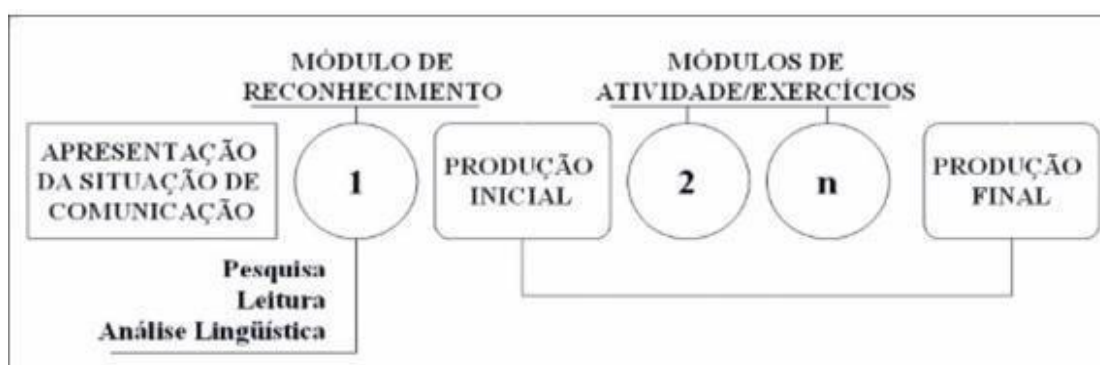 MÓDULO DE
RECONHECIMENTO
MÓDULOS DE
ATIVIDADE/EXERCÍCIOS
APRESENTAÇÃO
DA SITUAÇÃO DE
COMUNICAÇÃO
1
PRODUÇÃO
INICIAL
2
n
PRODUÇÃO
FINAL
Pesquisa
Leitura
Análise Lingüística